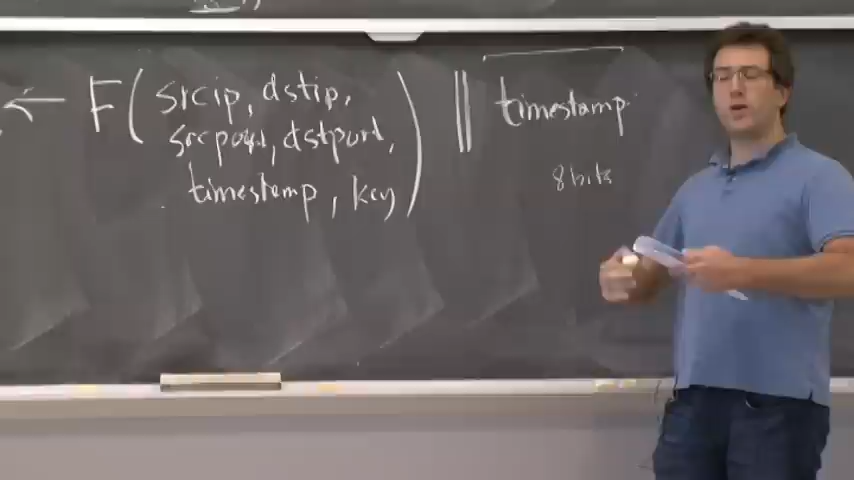 ← F( srcip, dstip, || timestamp
srcport, dstport,
timestamp, key) 8 bits